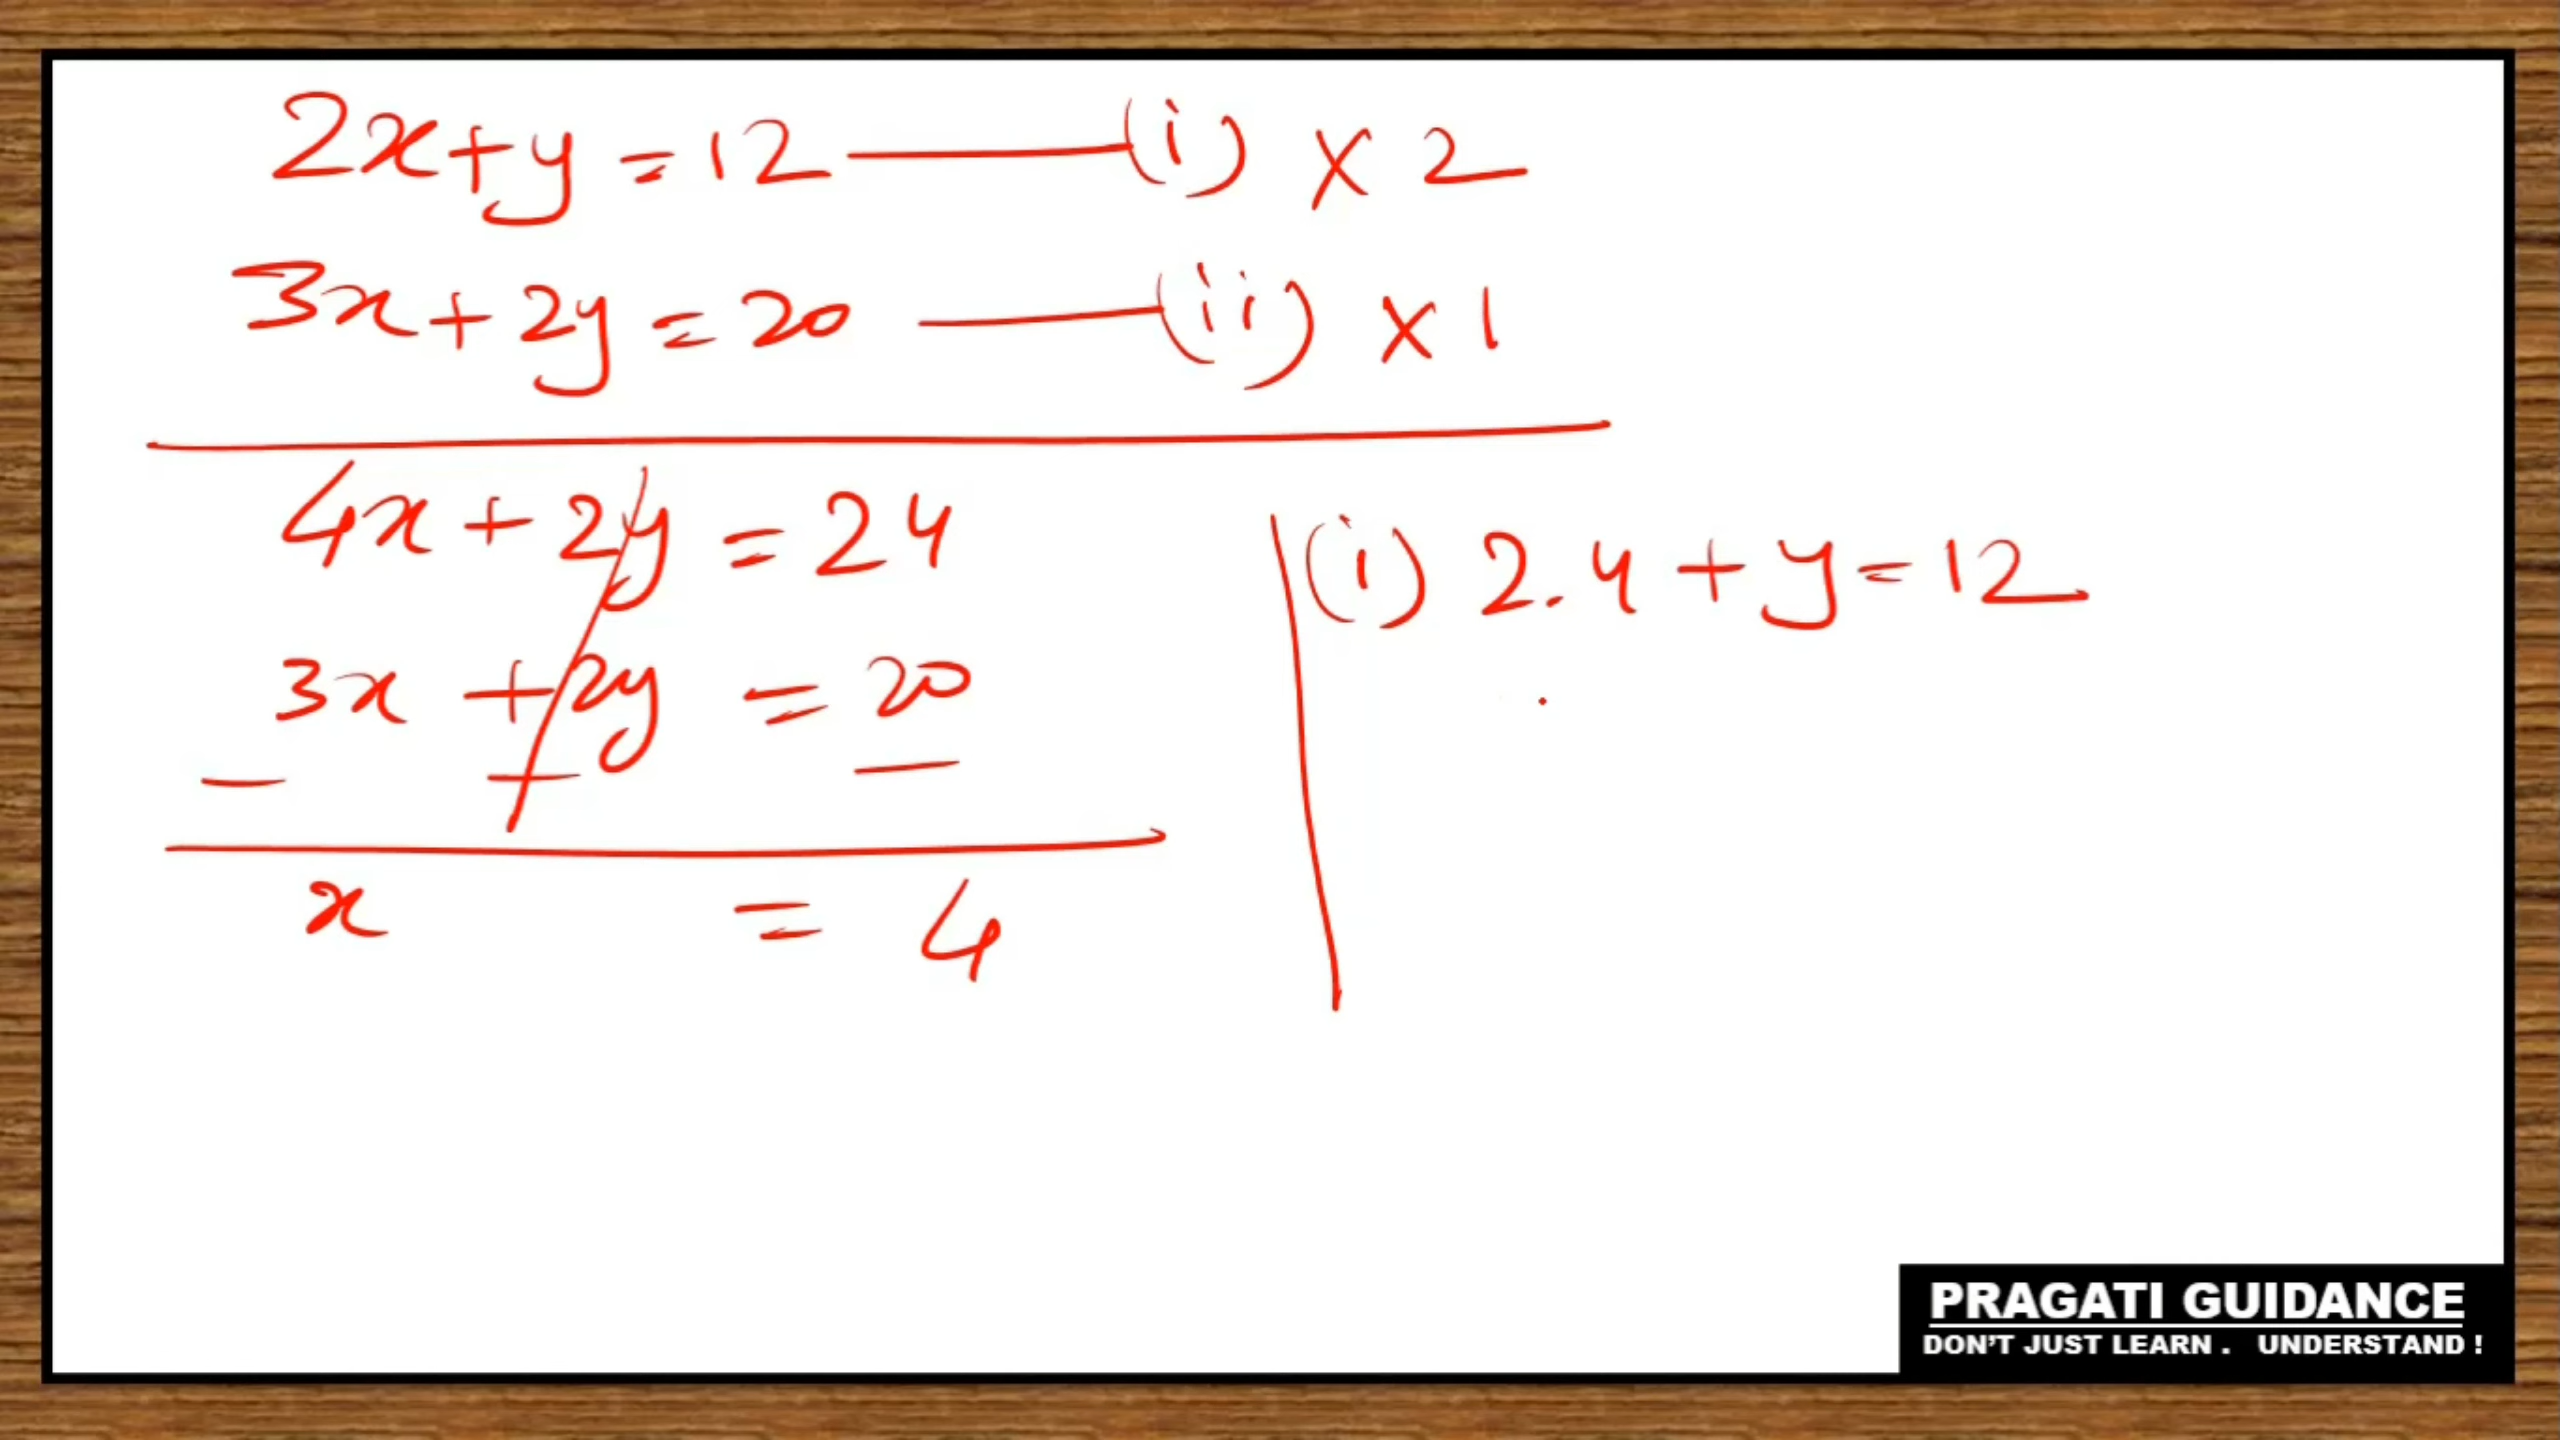 2x+y=12 —— (i) × 2
3x+2y=20 —— (ii) × 1
4x+2y=24
3x+2y=20
− − −
x = 4
(i) 2.4+y=12
PRAGATI GUIDANCE
DON'T JUST LEARN. UNDERSTAND!